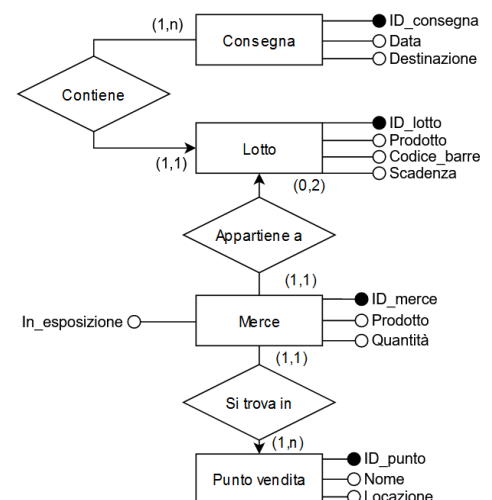 (1,n)
Consegna
ID_consegna
Data
Destinazione
Contiene
(1,1)
Lotto
ID_lotto
Prodotto
Codice_barre
Scadenza
(0,2)
Appartiene a
(1,1)
In_esposizione
Merce
ID_merce
Prodotto
Quantità
(1,1)
Si trova in
(1,n)
Punto vendita
ID_punto
Nome
Locazione